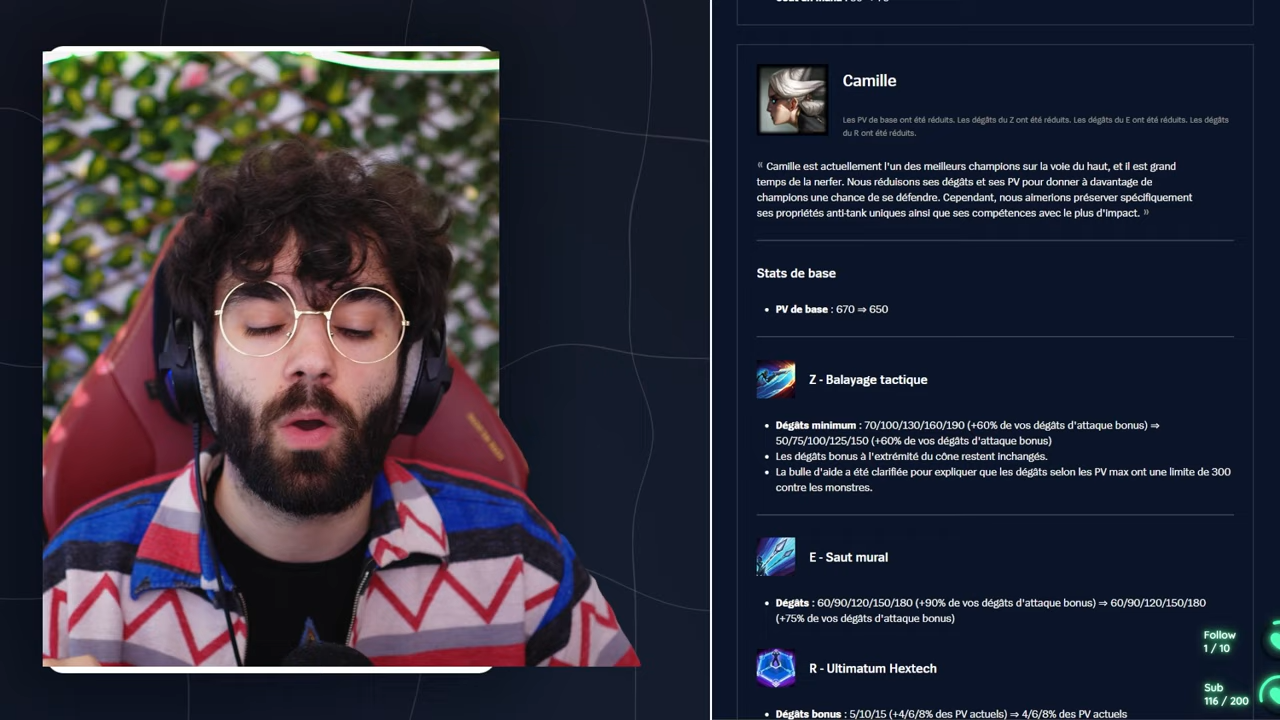 Camille
Les PV de base ont été réduits. Les dégâts du Z ont été réduits. Les dégâts du E ont été réduits. Les dégâts
du R ont été réduits.
« Camille est actuellement l'un des meilleurs champions sur la voie du haut, et il est grand
temps de la nerfer. Nous réduisons ses dégâts et ses PV pour donner à davantage de
champions une chance de se défendre. Cependant, nous aimerions préserver spécifiquement
ses propriétés anti-tank uniques ainsi que ses compétences avec le plus d'impact. »
Stats de base
• PV de base : 670 ⇒ 650
Z - Balayage tactique
• Dégâts minimum : 70/100/130/160/190 (+60% de vos dégâts d'attaque bonus) ⇒
50/75/100/125/150 (+60% de vos dégâts d'attaque bonus)
• Les dégâts bonus à l'extrémité du cône restent inchangés.
• La bulle d'aide a été clarifiée pour expliquer que les dégâts selon les PV max ont une limite de 300
contre les monstres.
E - Saut mural
• Dégâts : 60/90/120/150/180 (+90% de vos dégâts d'attaque bonus) ⇒ 60/90/120/150/180
(+75% de vos dégâts d'attaque bonus)
R - Ultimatum Hextech
• Dégâts bonus : 5/10/15 (+4/6/8% des PV actuels) ⇒ 4/6/8% des PV actuels
Follow
1 / 10
Sub
116 / 200